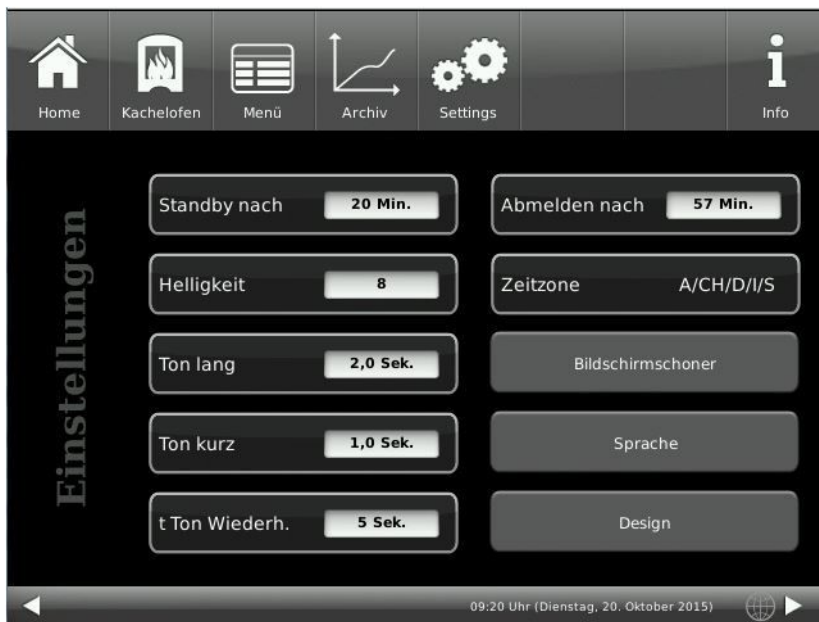 Home
Kachelofen
Menü
Archiv
Settings
Info
Einstellungen
Standby nach 20 Min.
Abmelden nach 57 Min.
Helligkeit 8
Zeitzone A/CH/D/I/S
Ton lang 2,0 Sek.
Bildschirmschoner
Ton kurz 1,0 Sek.
Sprache
t Ton Wiederh. 5 Sek.
Design
09:20 Uhr (Dienstag, 20. Oktober 2015)